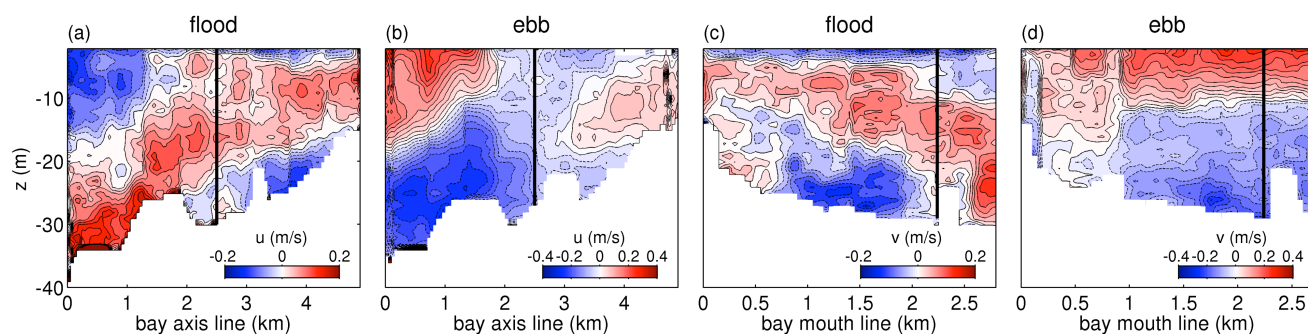 flood
ebb
flood
ebb
(a)
(b)
(c)
(d)
z (m)
-10
-20
-30
-40
u (m/s)
-0.2 0 0.2
u (m/s)
-0.4 -0.2 0 0.2 0.4
v (m/s)
-0.2 0 0.2
v (m/s)
-0.4 -0.2 0 0.2 0.4
0 1 2 3 4
0 1 2 3 4
0 0.5 1 1.5 2 2.5
0 0.5 1 1.5 2 2.5
bay axis line (km)
bay axis line (km)
bay mouth line (km)
bay mouth line (km)